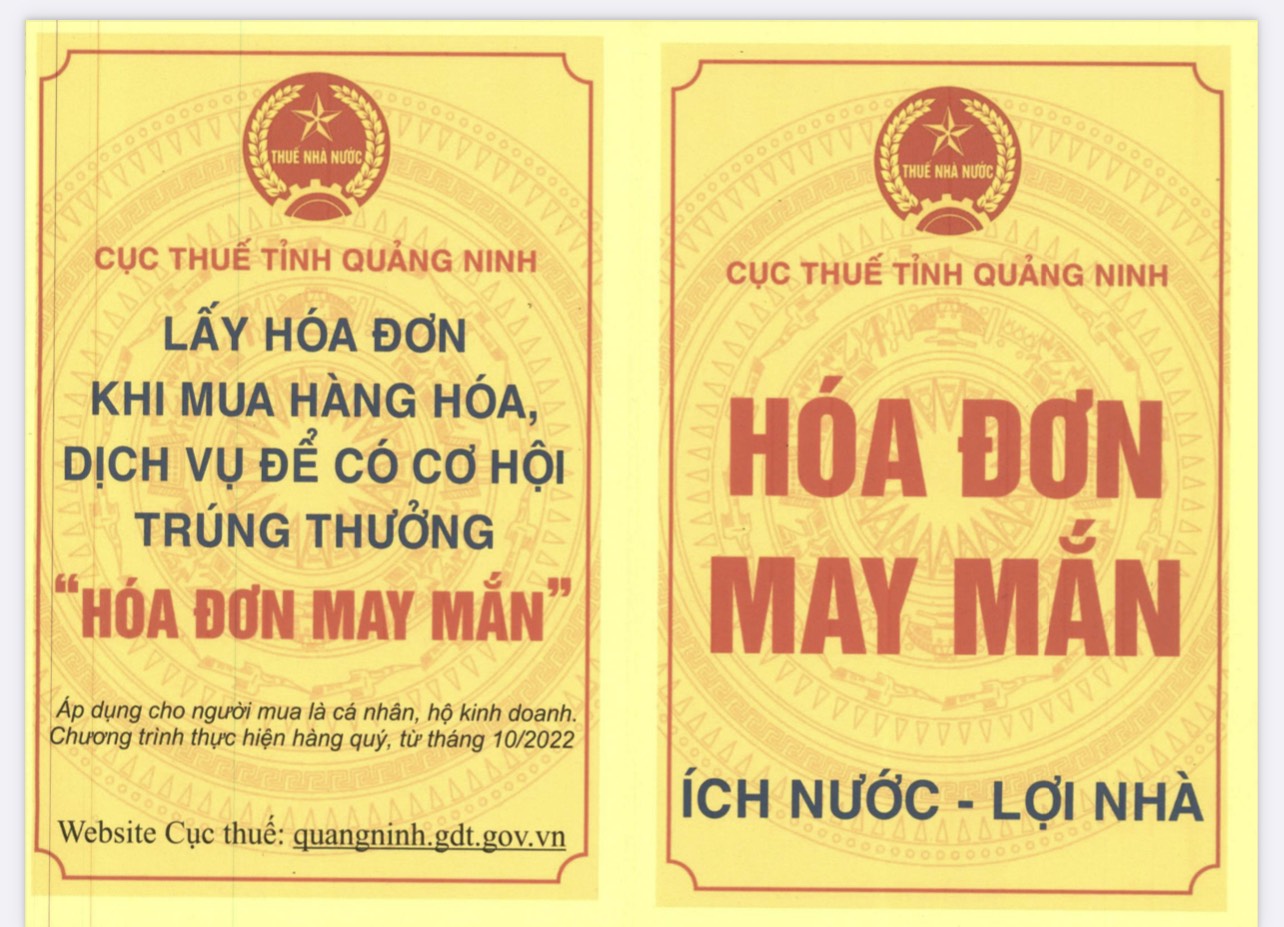 THUẾ NHÀ NƯỚC
CỤC THUẾ TỈNH QUẢNG NINH
LẤY HÓA ĐƠN
KHI MUA HÀNG HÓA,
DỊCH VỤ ĐỂ CÓ CƠ HỘI
TRÚNG THƯỞNG
“HÓA ĐƠN MAY MẮN”
Áp dụng cho người mua là cá nhân, hộ kinh doanh.
Chương trình thực hiện hàng quý, từ tháng 10/2022
Website Cục thuế: quangninh.gdt.gov.vn
THUẾ NHÀ NƯỚC
CỤC THUẾ TỈNH QUẢNG NINH
HÓA ĐƠN
MAY MẮN
ÍCH NƯỚC - LỢI NHÀ